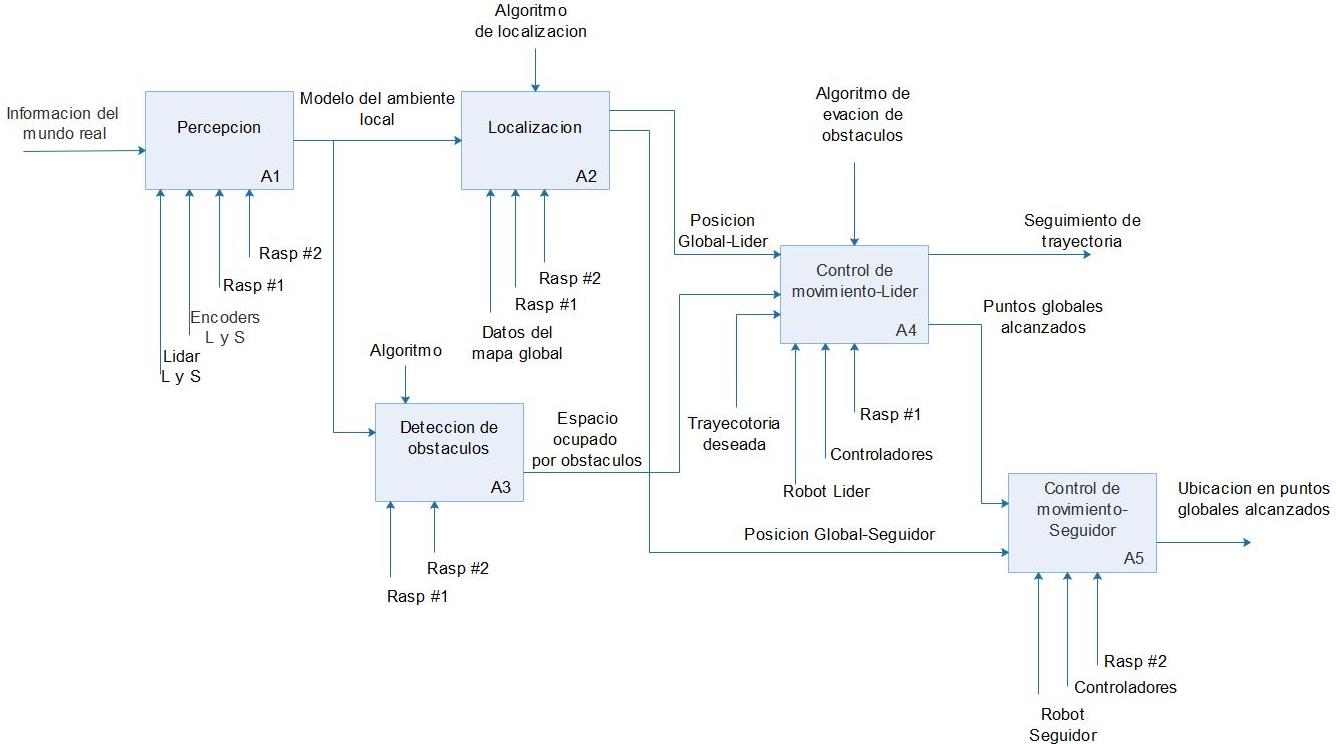 Algoritmo
de localizacion
Informacion del
mundo real
Percepcion
A1
Modelo del ambiente
local
Localizacion
A2
Algoritmo de
evacion de
obstaculos
Rasp #2
Rasp #1
Encoders
L y S
Lidar
L y S
Rasp #2
Rasp #1
Datos del
mapa global
Posicion
Global-Lider
Control de
movimiento-Lider
A4
Seguimiento de
trayectoria
Puntos globales
alcanzados
Algoritmo
Deteccion de
obstaculos
A3
Espacio
ocupado
por obstaculos
Trayecotoria
deseada
Rasp #1
Controladores
Robot Lider
Rasp #2
Rasp #1
Posicion Global-Seguidor
Control de
movimiento-
Seguidor
A5
Ubicacion en puntos
globales alcanzados
Rasp #2
Controladores
Robot
Seguidor